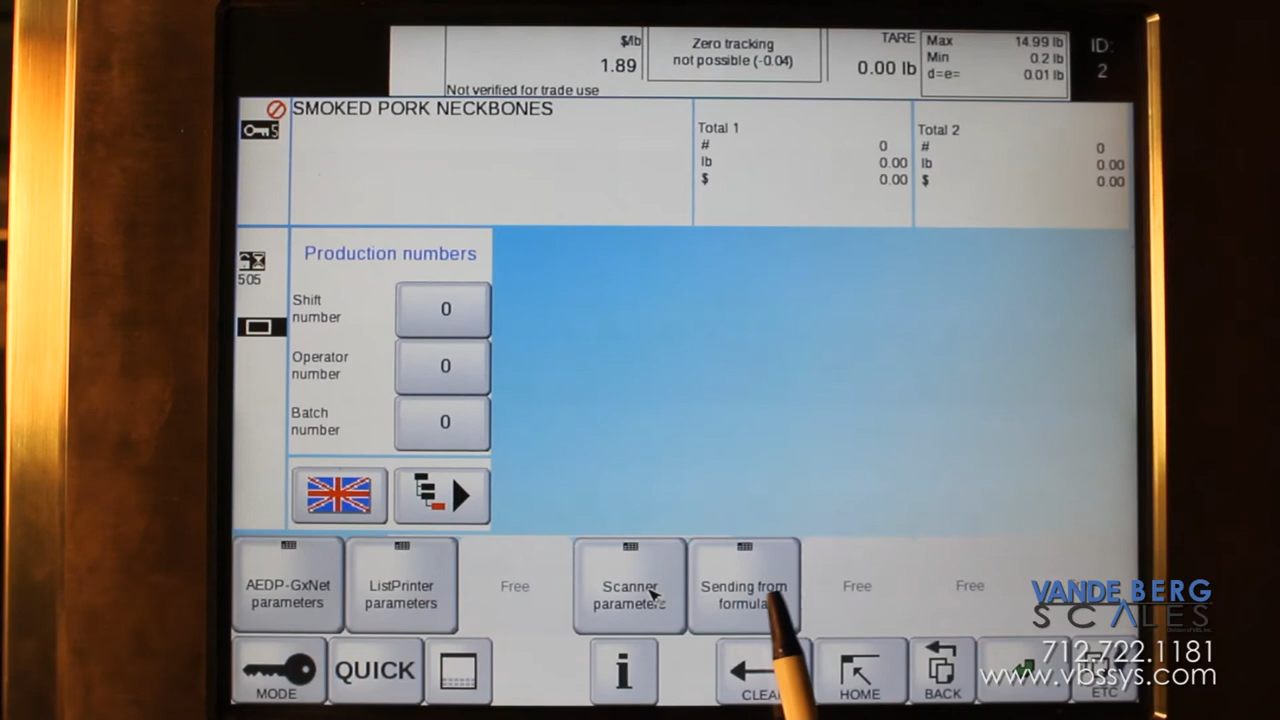 $/lb
1.89
Not verified for trade use
Zero tracking
not possible (-0.04)
TARE
0.00 lb
Max 14.99 lb
Min 0.2 lb
d=e= 0.01 lb
ID:
2
5
SMOKED PORK NECKBONES
Total 1
# 0
lb 0.00
$ 0.00
Total 2
# 0
lb 0.00
$ 0.00
505
Production numbers
Shift
number
0
Operator
number
0
Batch
number
0
AEDP-GxNet
parameters
ListPrinter
parameters
Free
Scanner
parameters
Sending from
formula
Free
Free
MODE
QUICK
i
CLEAR
HOME
BACK
ETC
VANDE BERG
SCALES
712.722.1181
www.vbssys.com